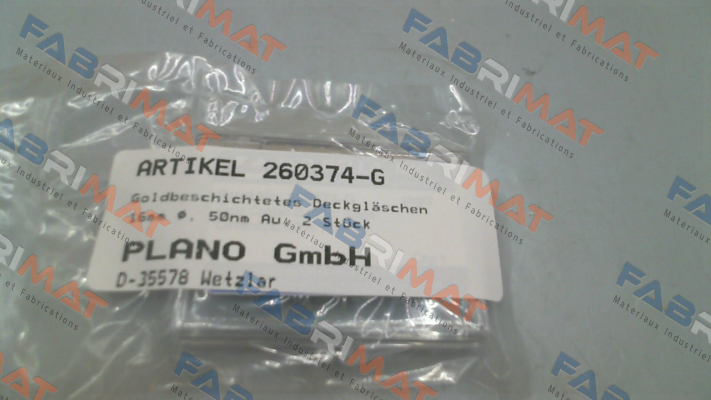 ARTIKEL 260374-G
Goldbeschichtetes Deckgläschen
16mm Ø, 50nm Au, 2 Stück
PLANO GmbH
D-35578 Wetzlar
FABRIMAT
Materiaux Industriel et Fabrications